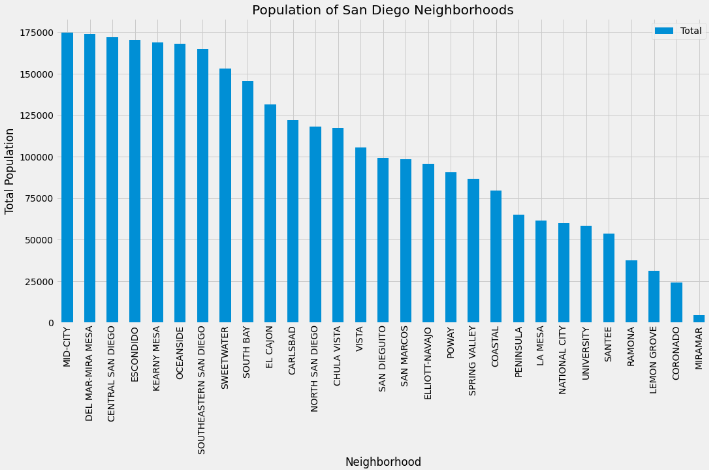 Population of San Diego Neighborhoods
Total
175000
150000
125000
100000
75000
50000
25000
0
Total Population
MID-CITY
DEL MAR-MIRA MESA
CENTRAL SAN DIEGO
ESCONDIDO
KEARNY MESA
OCEANSIDE
SOUTHEASTERN SAN DIEGO
SWEETWATER
SOUTH BAY
EL CAJON
CARLSBAD
NORTH SAN DIEGO
CHULA VISTA
VISTA
SAN DIEGUITO
SAN MARCOS
ELLIOTT-NAVAJO
POWAY
SPRING VALLEY
COASTAL
PENINSULA
LA MESA
NATIONAL CITY
UNIVERSITY
SANTEE
RAMONA
LEMON GROVE
CORONADO
MIRAMAR
Neighborhood